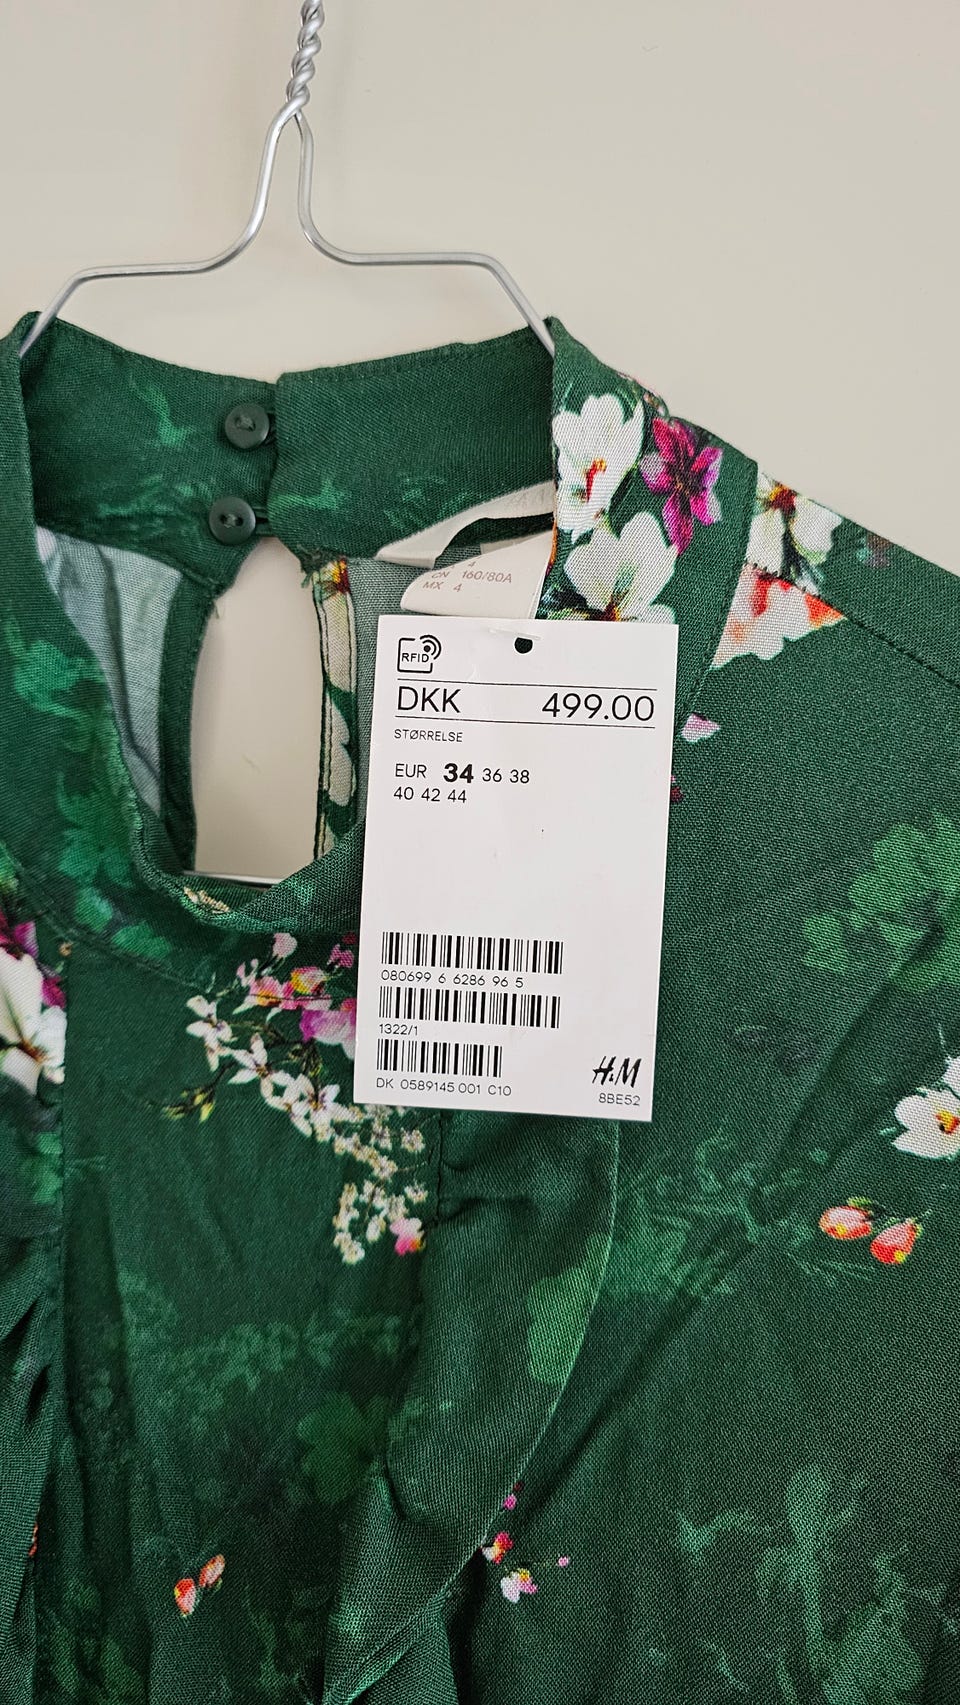 4
CN 160/80A
MX 4
RFID
DKK 499.00
STØRRELSE
EUR 34 36 38
40 42 44
080699 6 6286 96 5
1322/1
DK 0589145 001 C10
H&M
8BE52